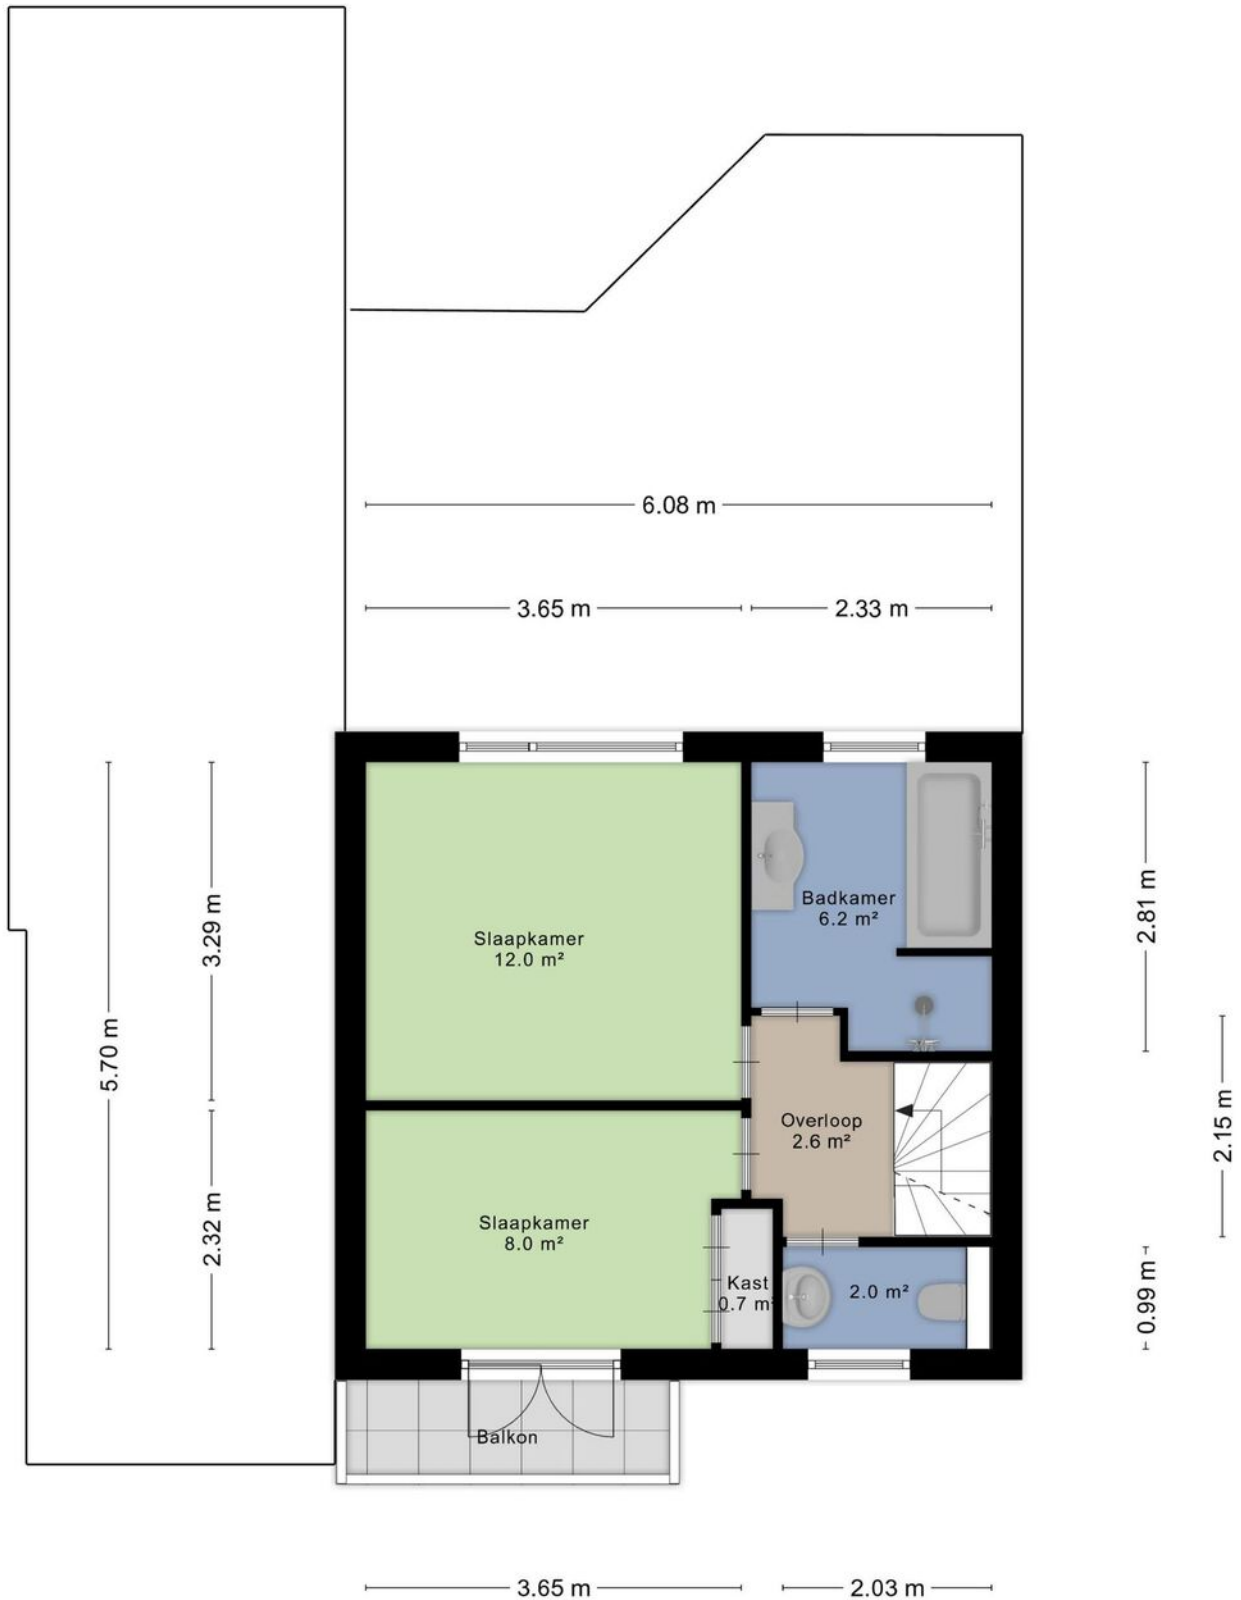 6.08 m
3.65 m
2.33 m
5.70 m
3.29 m
2.32 m
2.81 m
2.15 m
0.99 m
Badkamer
6.2 m²
Slaapkamer
12.0 m²
Overloop
2.6 m²
Slaapkamer
8.0 m²
Kast
0.7 m²
2.0 m²
Balkon
3.65 m
2.03 m